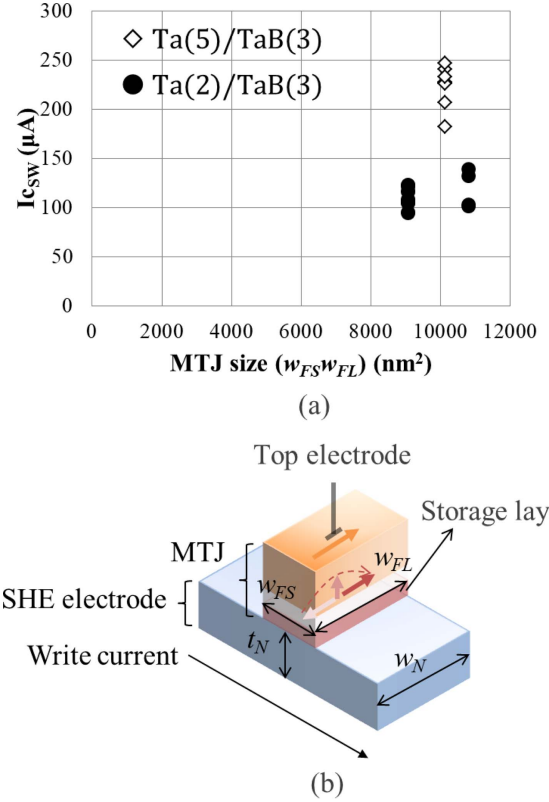 (a)
300
250
200
150
100
50
0
Ic_SW (μA)
◇ Ta(5)/TaB(3)
● Ta(2)/TaB(3)
0 2000 4000 6000 8000 10000 12000
MTJ size (w_FS w_FL) (nm²)
(a)
Top electrode
Storage lay
MTJ
w_FS
w_FL
SHE electrode
t_N
w_N
Write current
(b)